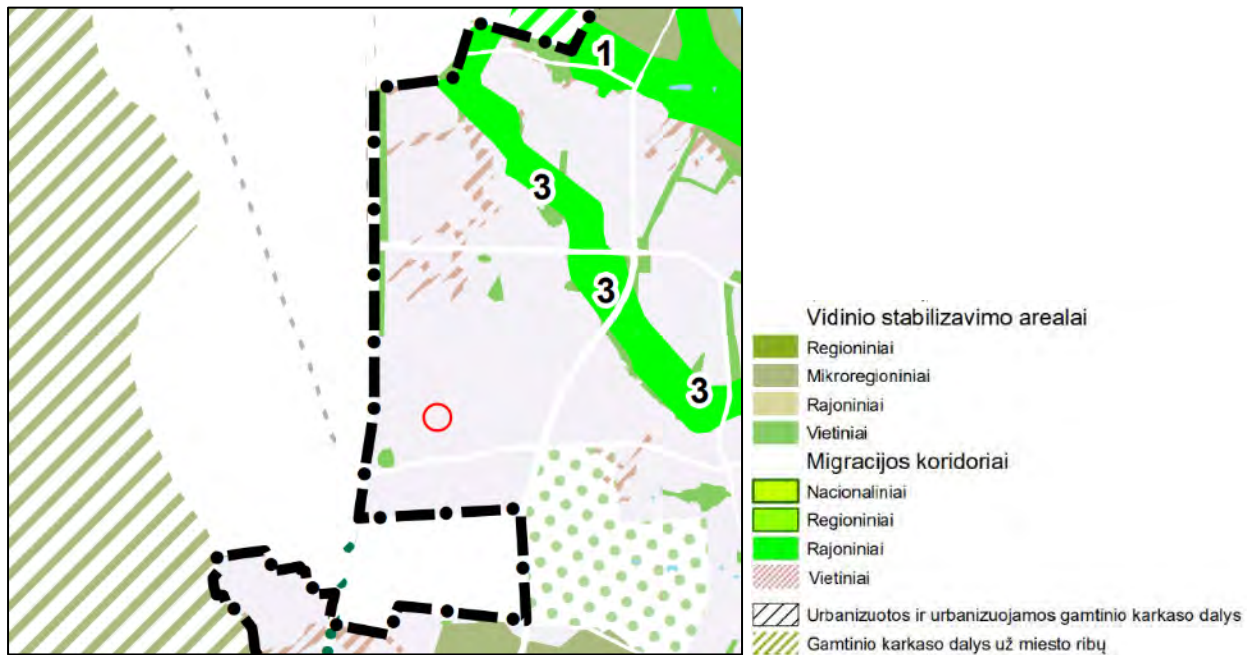 1
3
3
3
Vidinio stabilizavimo arealai
Regioniniai
Mikroregioniniai
Rajoniniai
Vietiniai
Migracijos koridoriai
Nacionaliniai
Regioniniai
Rajoniniai
Vietiniai
Urbanizuotos ir urbanizuojamos gamtinio karkaso dalys
Gamtinio karkaso dalys už miesto ribų